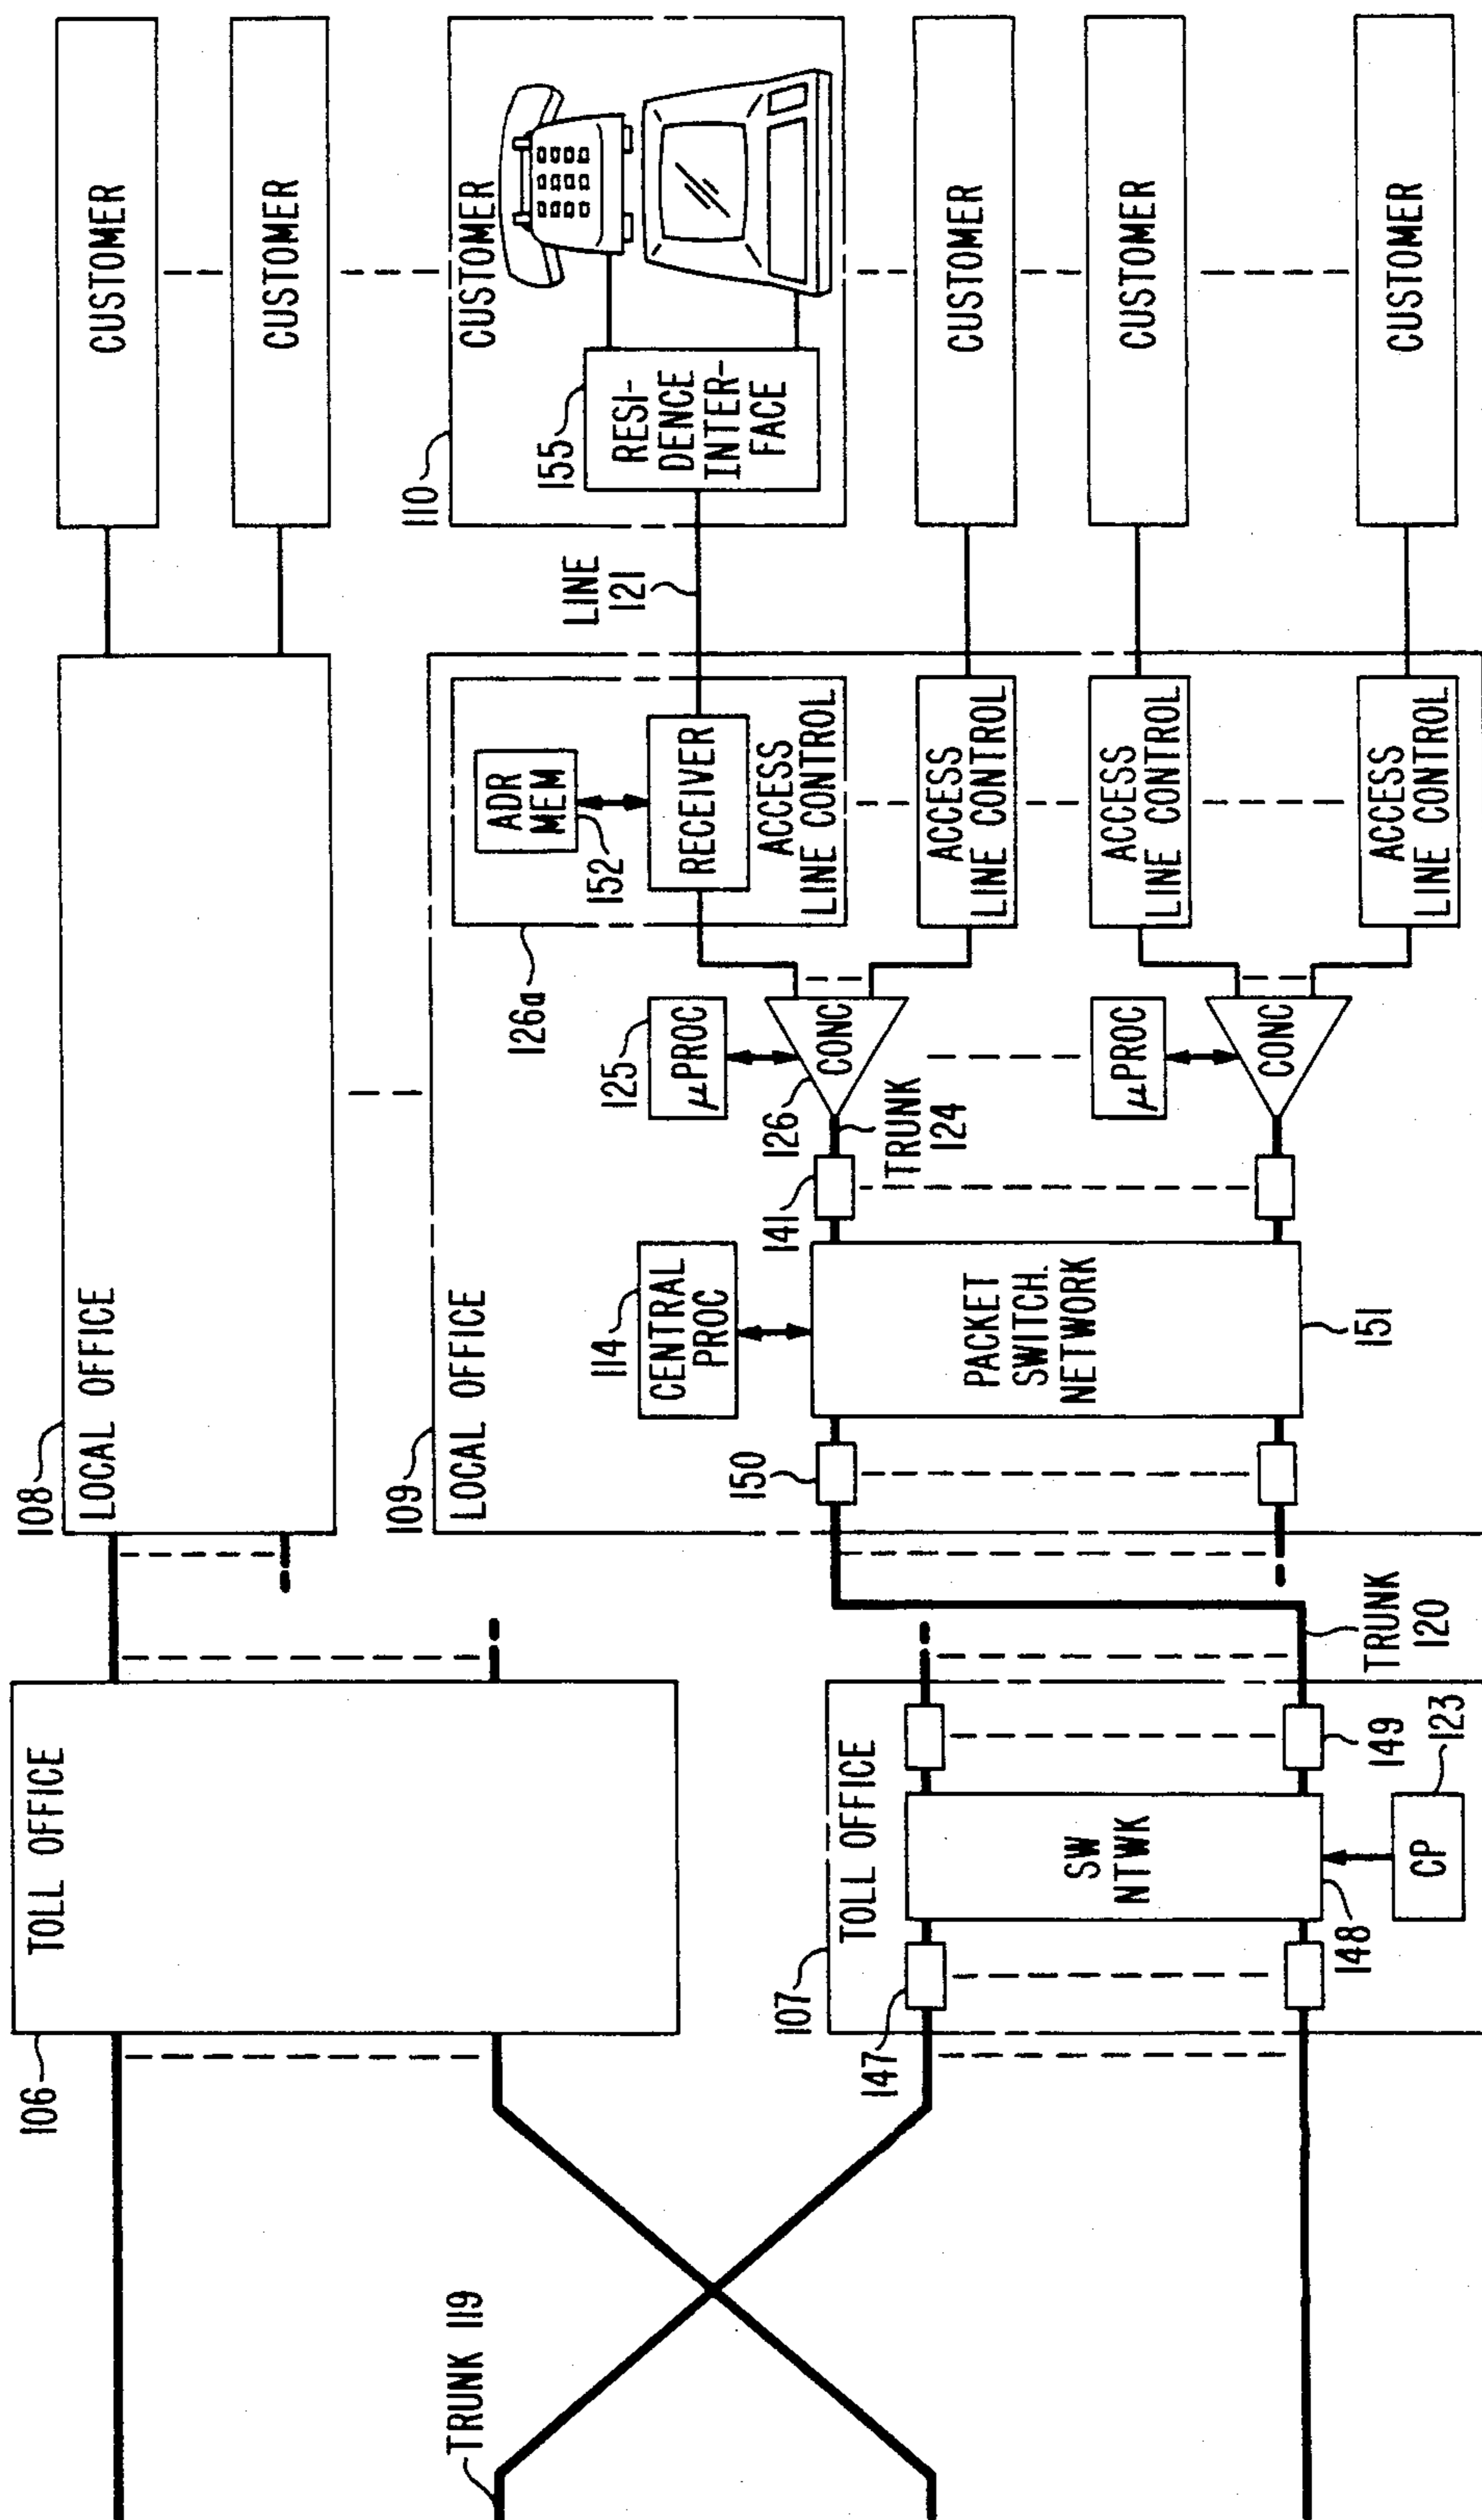 106
TOLL OFFICE
108
LOCAL OFFICE
CUSTOMER
CUSTOMER
TRUNK 119
109
LOCAL OFFICE
110
CUSTOMER
155
RESI-
DENCE
INTER-
FACE
LINE
121
126a
ADR
MEM
152
RECEIVER
ACCESS
LINE CONTROL
125
μPROC
126
CONC
TRUNK
124
141
114
CENTRAL
PROC
PACKET
SWITCH.
NETWORK
151
150
ACCESS
LINE CONTROL
CUSTOMER
ACCESS
LINE CONTROL
CUSTOMER
μPROC
CONC
ACCESS
LINE CONTROL
CUSTOMER
107
TOLL OFFICE
147
SW
NTWK
148
149
CP
123
TRUNK
120